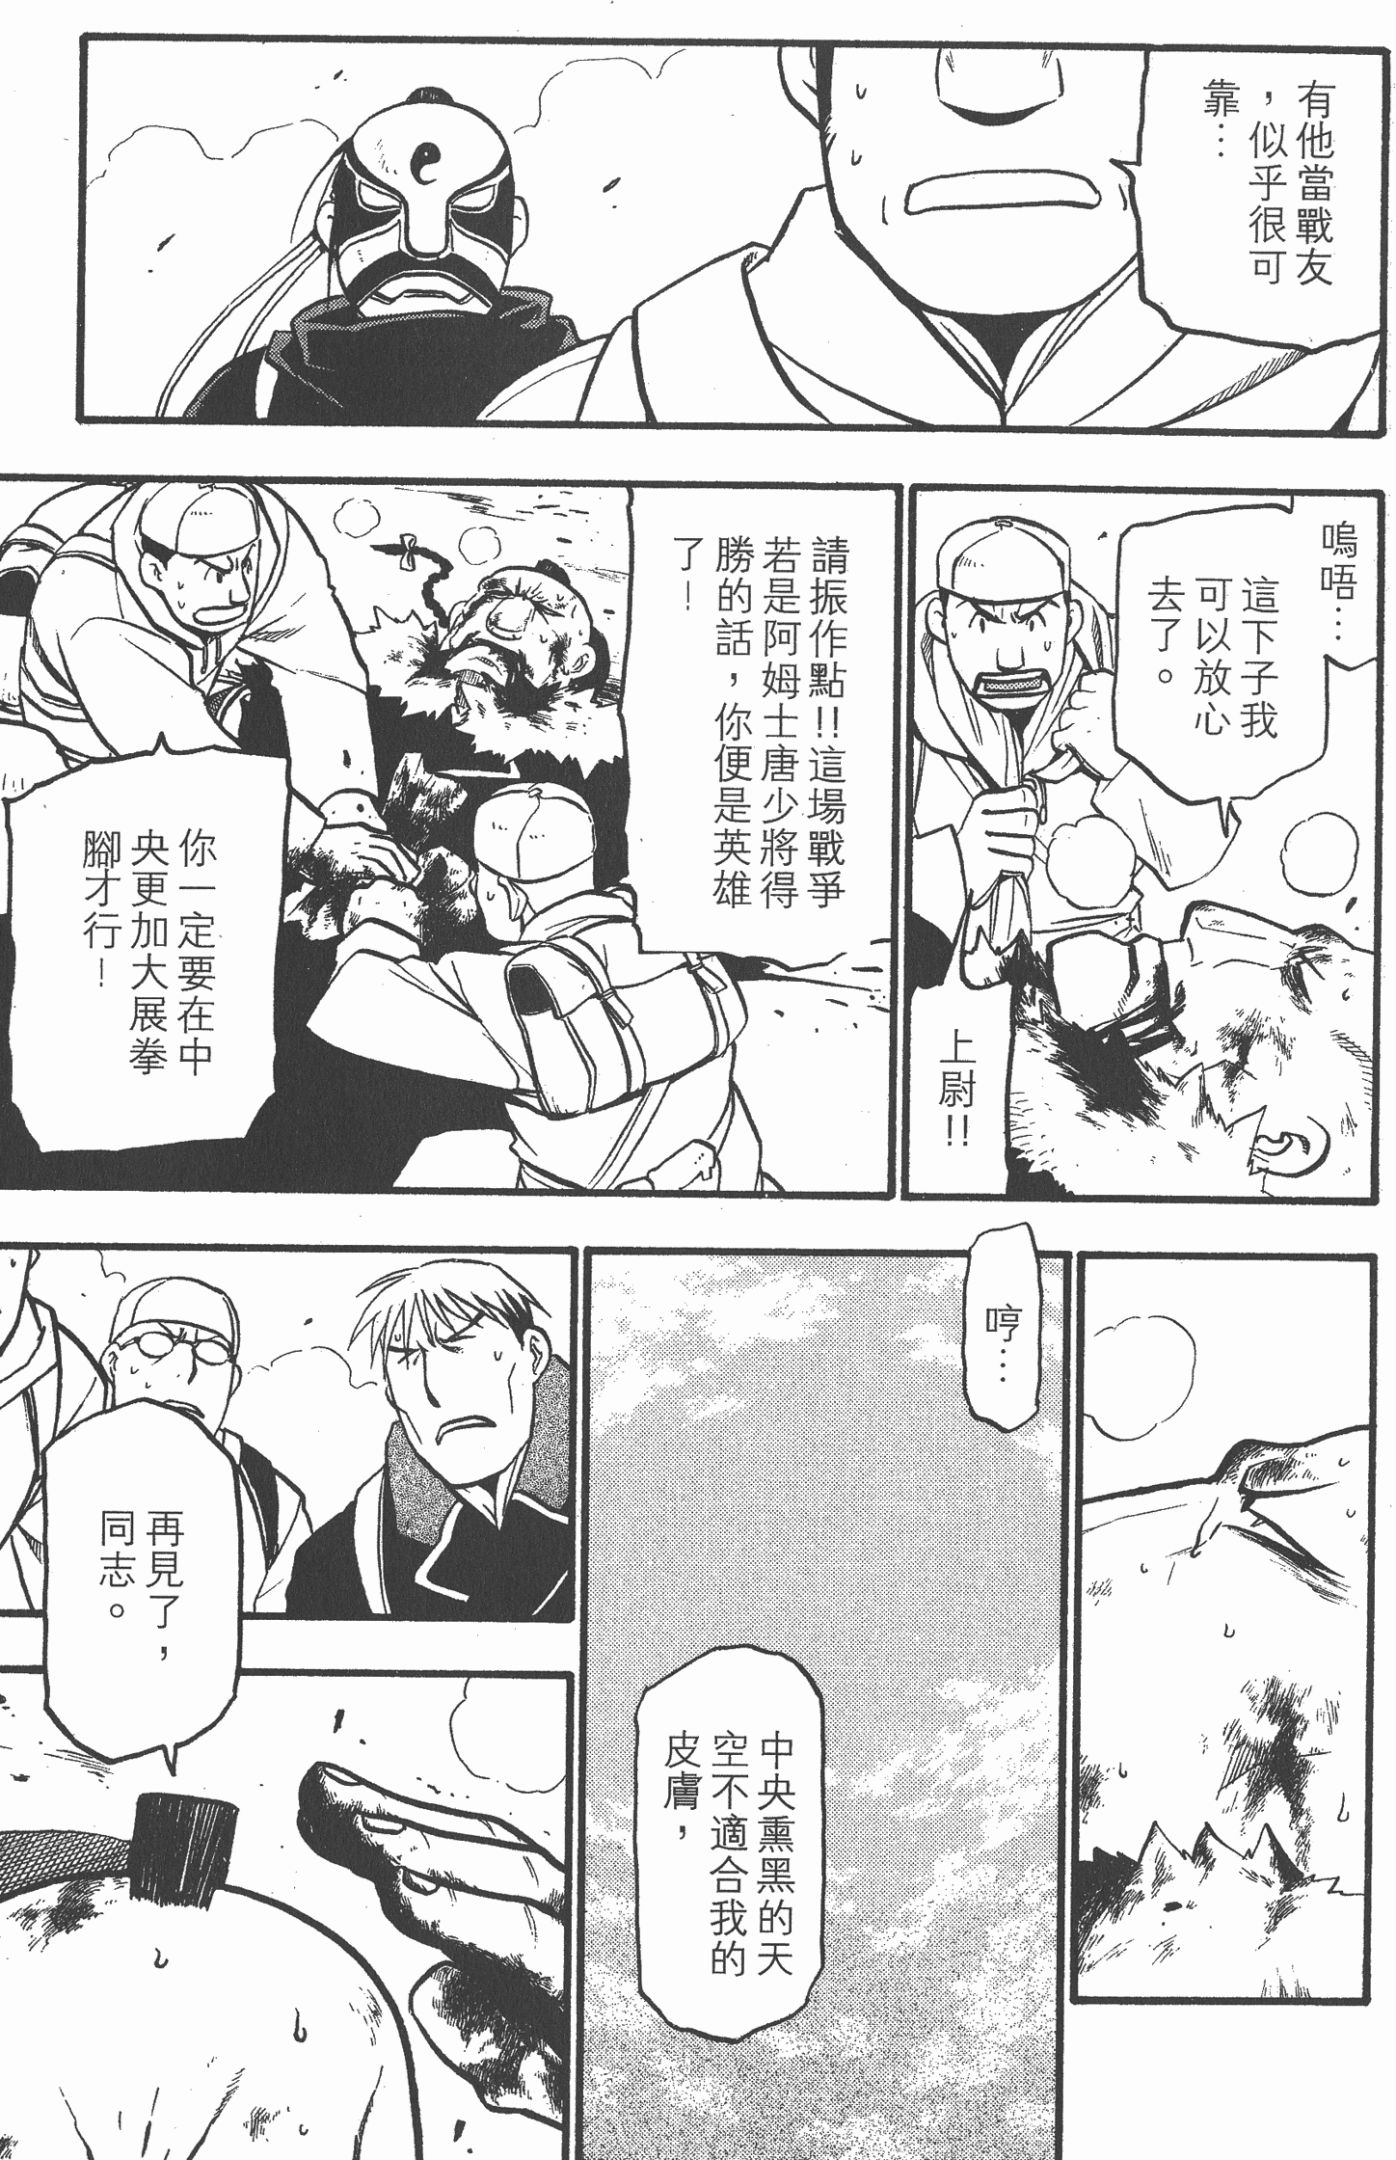 有他當戰友
，似乎很可
靠…
嗚唔…
這下子我
可以放心
去了。
上尉!!
請振作點!!這場戰爭
若是阿姆士唐少將得
勝的話，你便是英雄
了!
你一定要在中
央更加大展拳
腳才行!
哼…
中央熏黑的天
空不適合我的
皮膚，
再見了，
同志。